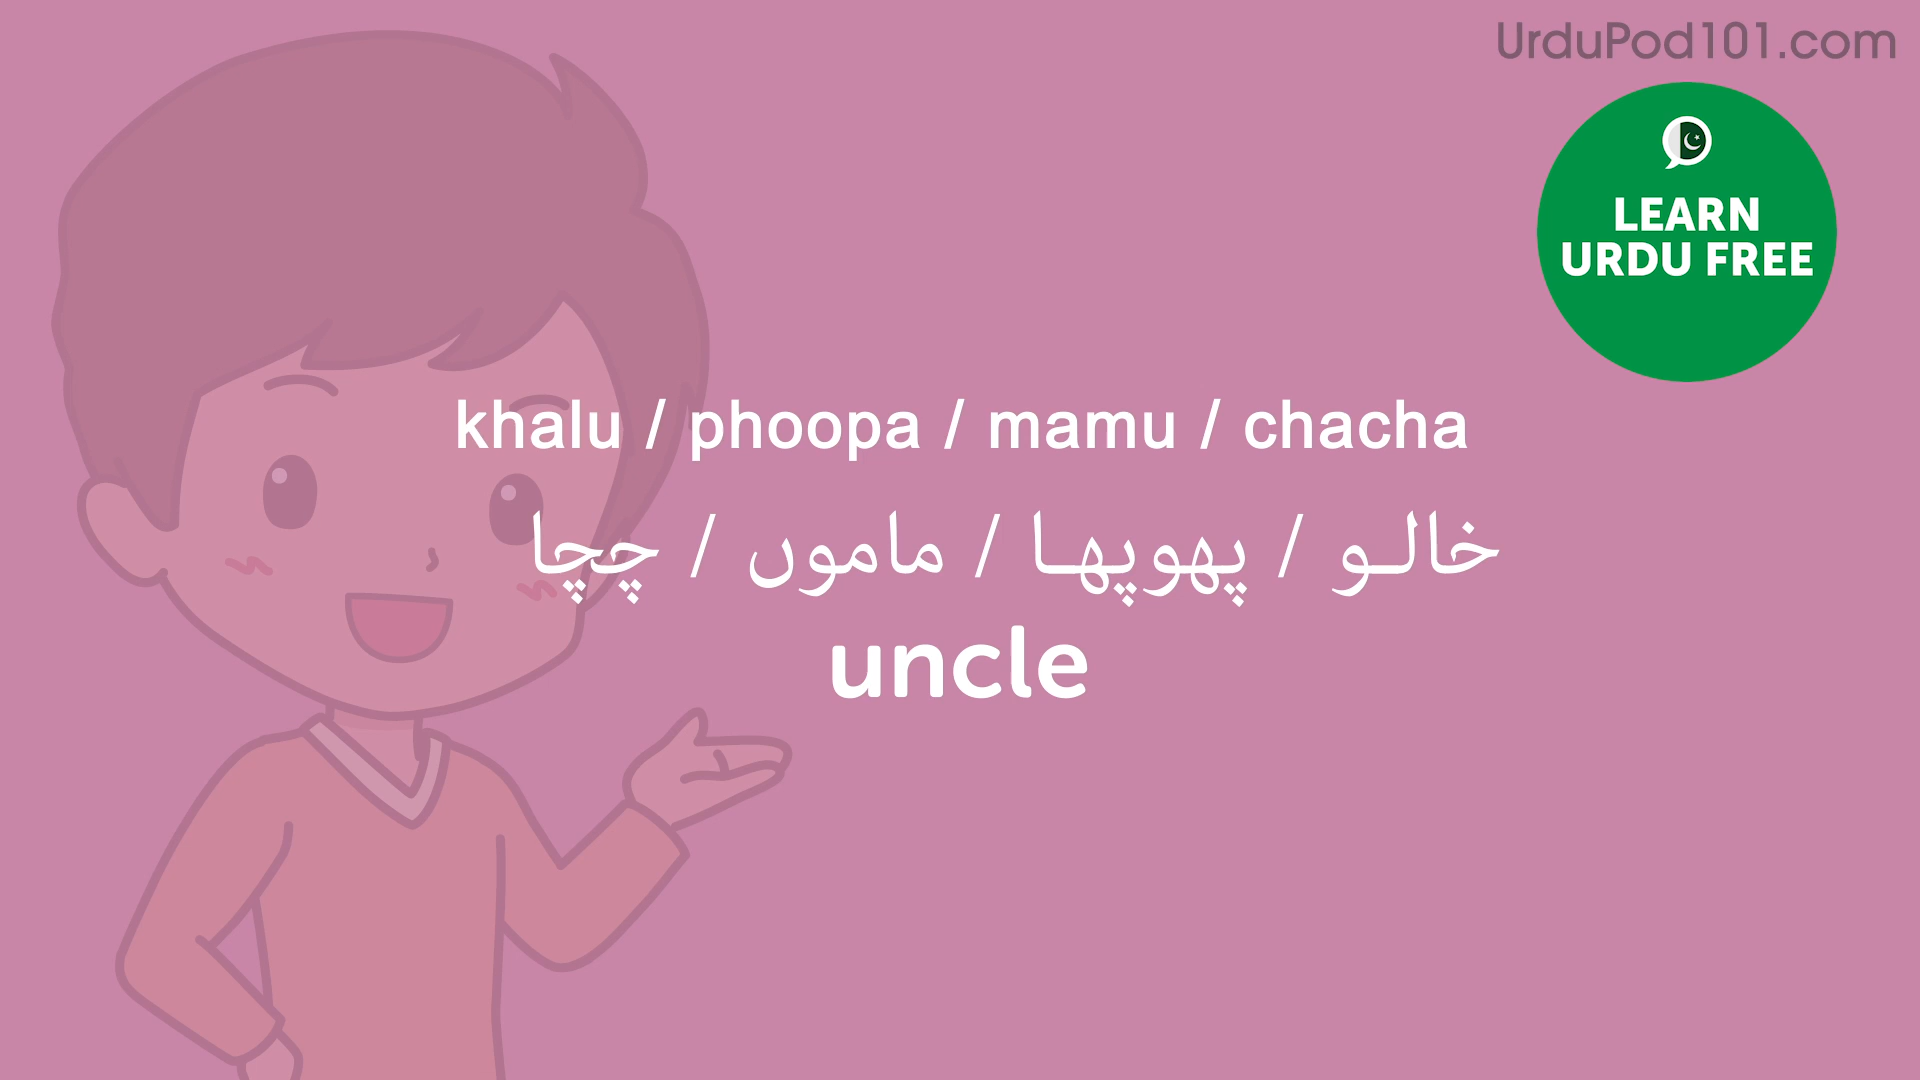 UrduPod101.com
LEARN
URDU FREE
khalu / phoopa / mamu / chacha
خالو / پھوپھا / ماموں / چچا
uncle